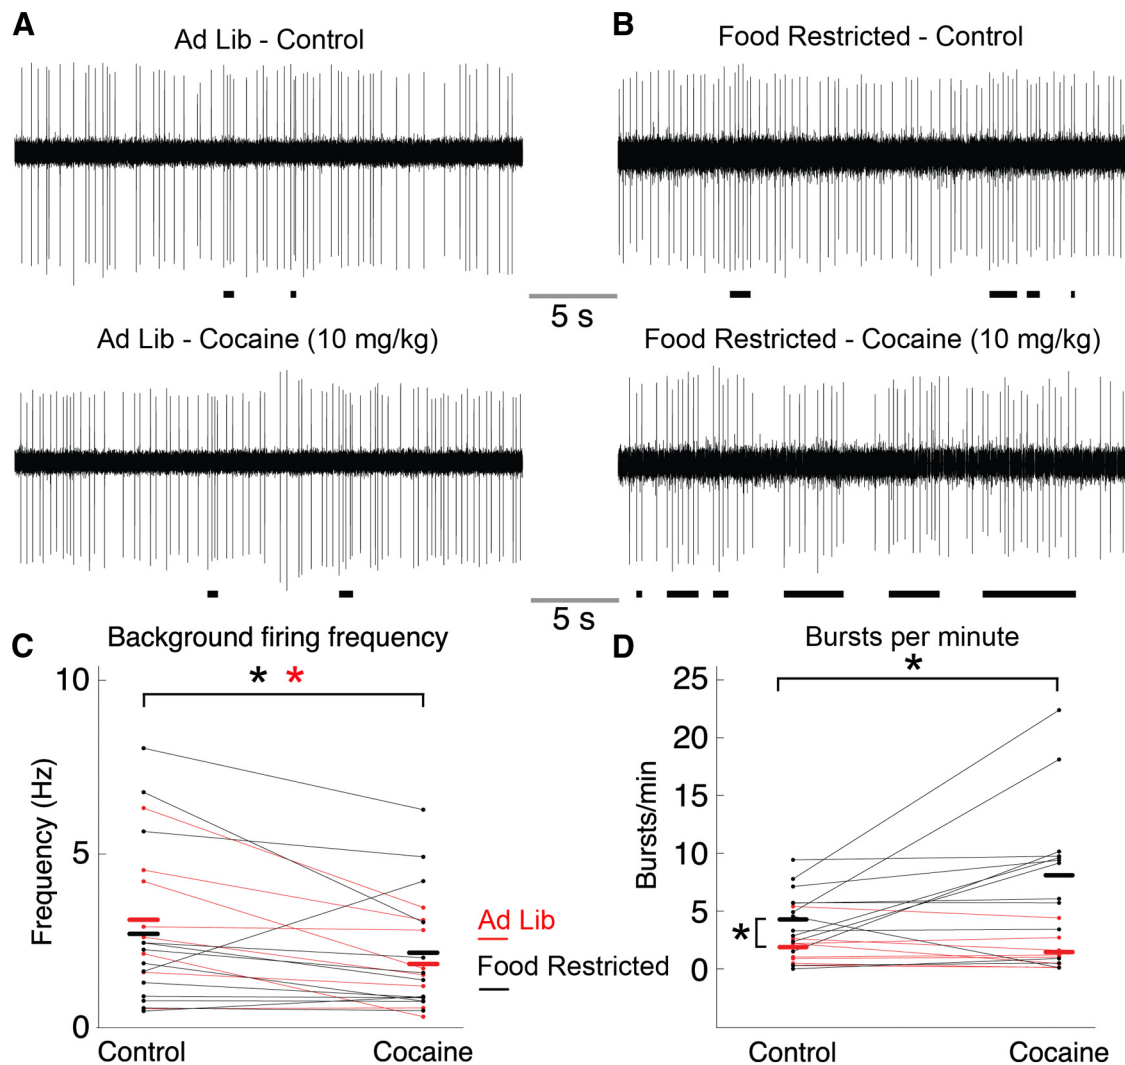 A
Ad Lib - Control
B
Food Restricted - Control
5 s
Ad Lib - Cocaine (10 mg/kg)
Food Restricted - Cocaine (10 mg/kg)
5 s
C
Background firing frequency
* *
10
5
0
Frequency (Hz)
Control
Cocaine
Ad Lib
Food Restricted
D
Bursts per minute
*
25
20
15
10
5
0
Bursts/min
*
Control
Cocaine